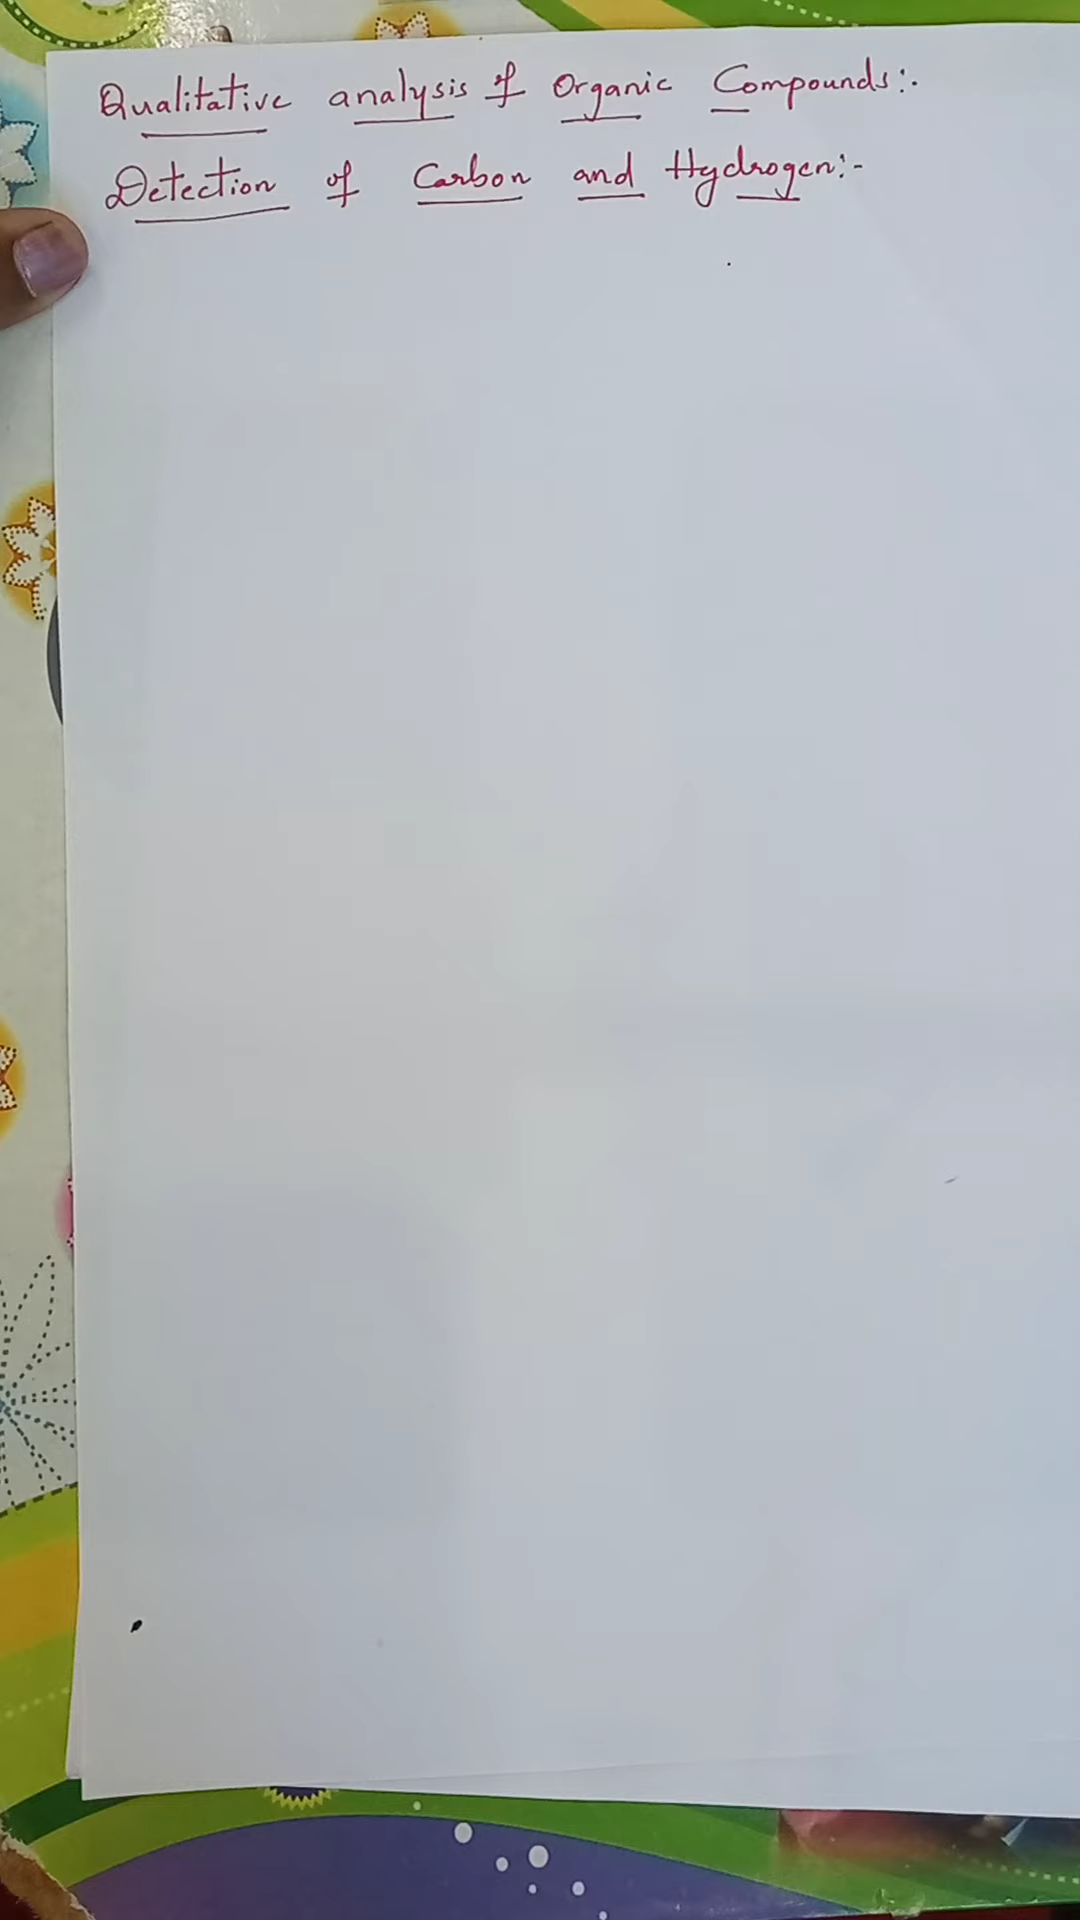 Qualitative analysis of Organic Compounds:-
Detection of Carbon and Hydrogen:-